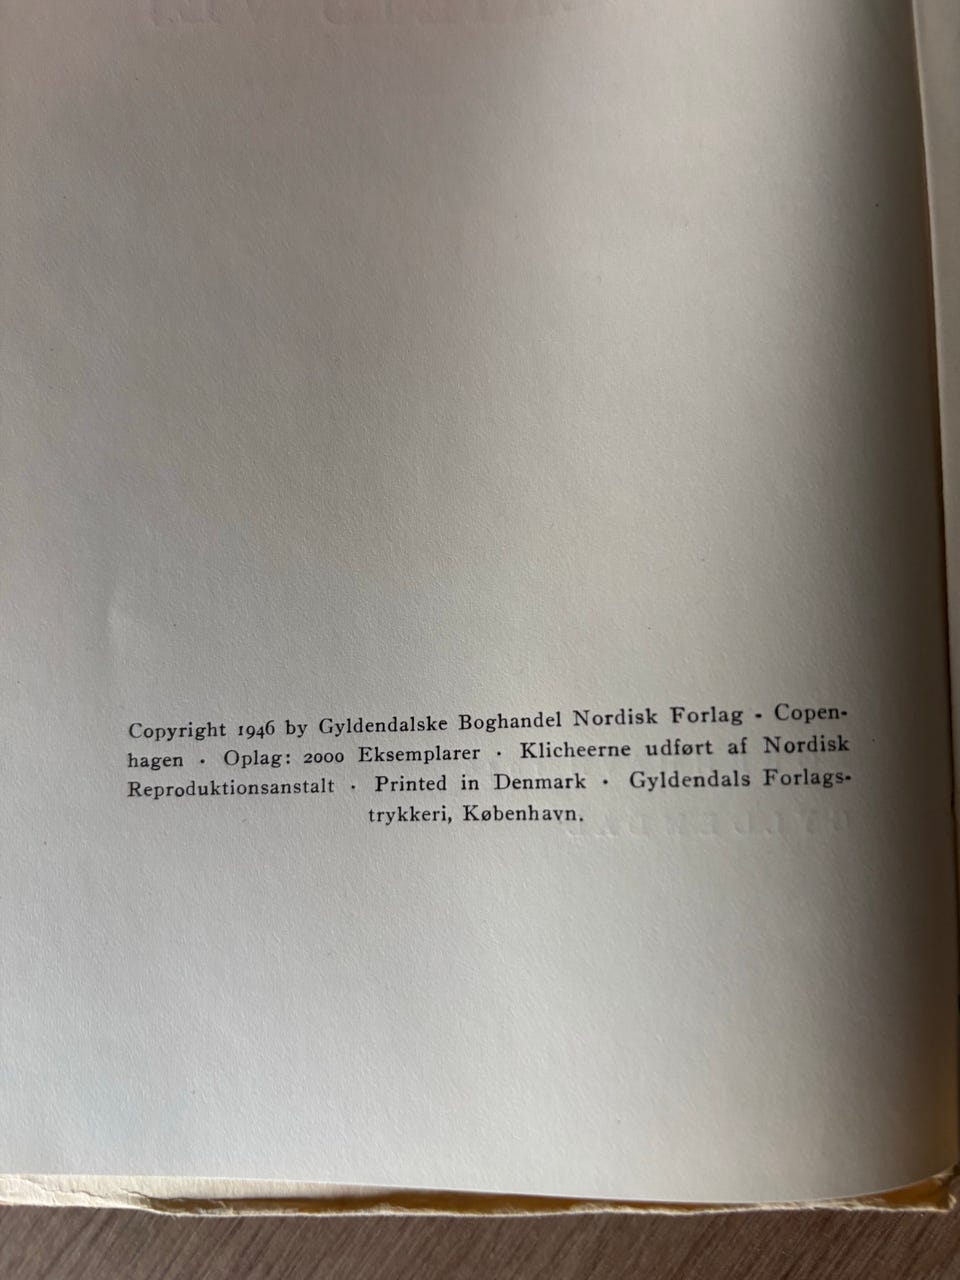 Copyright 1946 by Gyldendalske Boghandel Nordisk Forlag · Copen-
hagen · Oplag: 2000 Eksemplarer · Klicheerne udført af Nordisk
Reproduktionsanstalt · Printed in Denmark · Gyldendals Forlags-
trykkeri, København.